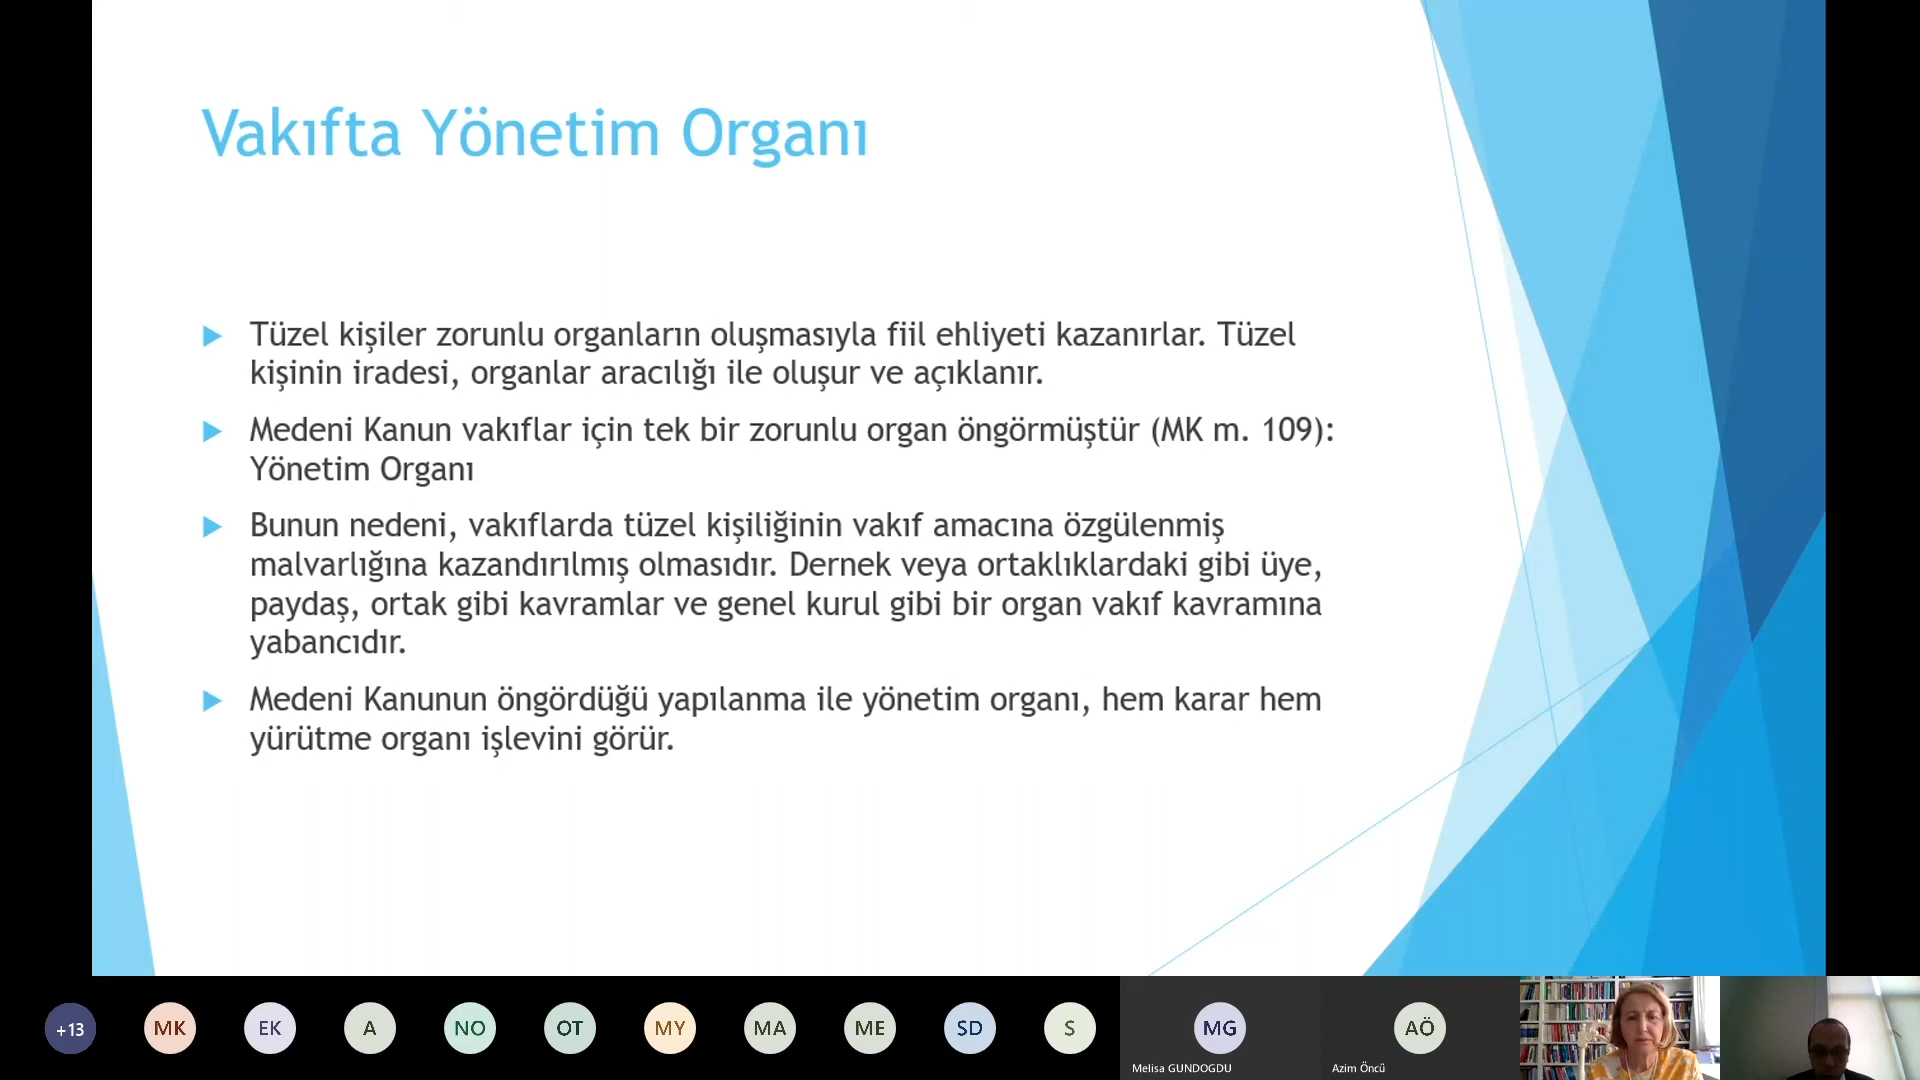 Vakıfta Yönetim Organı
Tüzel kişiler zorunlu organların oluşmasıyla fiil ehliyeti kazanırlar. Tüzel
kişinin iradesi, organlar aracılığı ile oluşur ve açıklanır.
Medeni Kanun vakıflar için tek bir zorunlu organ öngörmüştür (MK m. 109):
Yönetim Organı
Bunun nedeni, vakıflarda tüzel kişiliğinin vakıf amacına özgülenmiş
malvarlığına kazandırılmış olmasıdır. Dernek veya ortaklıklardaki gibi üye,
paydaş, ortak gibi kavramlar ve genel kurul gibi bir organ vakıf kavramına
yabancıdır.
Medeni Kanunun öngördüğü yapılanma ile yönetim organı, hem karar hem
yürütme organı işlevini görür.
+13 MK EK A NO OT MY MA ME SD S MG AÖ
Melisa GUNDOGDU Azim Öncü